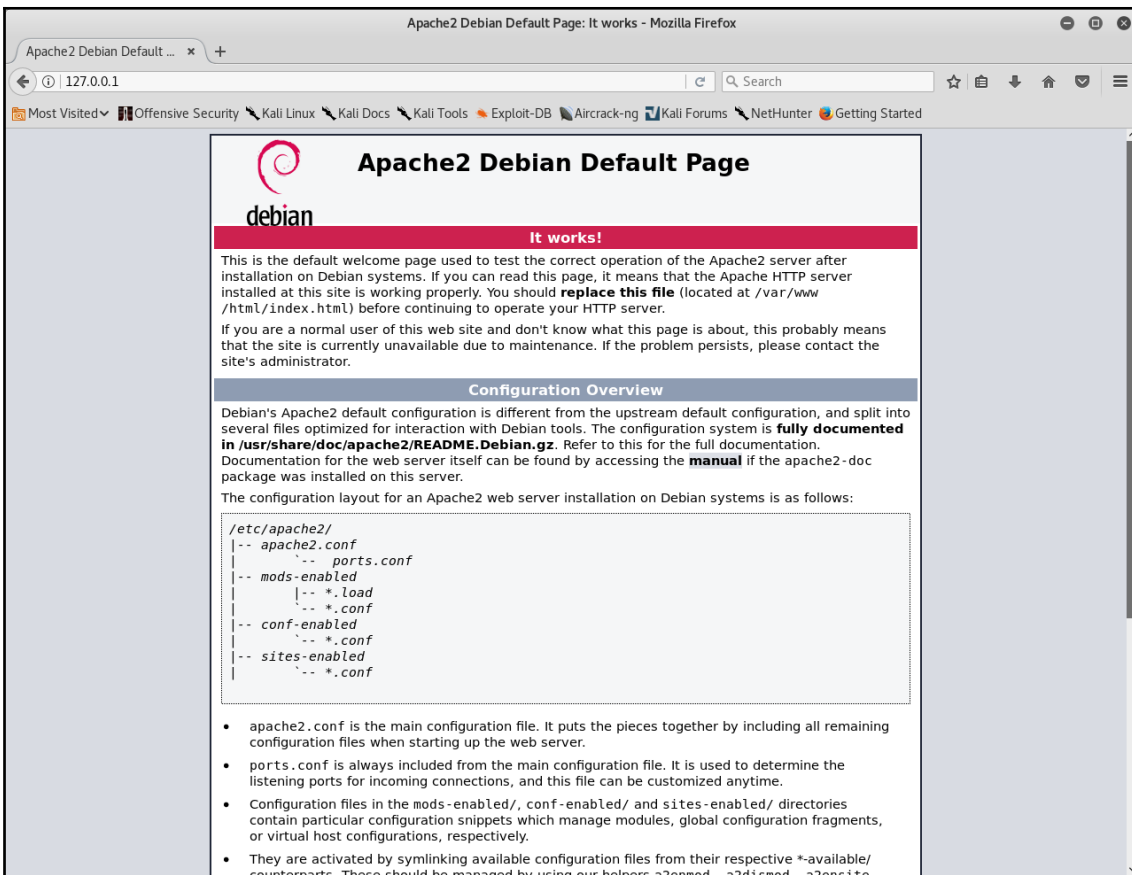 Apache2 Debian Default Page: It works - Mozilla Firefox
Apache2 Debian Default ...
127.0.0.1
Search
Most Visited
Offensive Security
Kali Linux
Kali Docs
Kali Tools
Exploit-DB
Aircrack-ng
Kali Forums
NetHunter
Getting Started
debian
Apache2 Debian Default Page
It works!
This is the default welcome page used to test the correct operation of the Apache2 server after
installation on Debian systems. If you can read this page, it means that the Apache HTTP server
installed at this site is working properly. You should replace this file (located at /var/www
/html/index.html) before continuing to operate your HTTP server.
If you are a normal user of this web site and don't know what this page is about, this probably means
that the site is currently unavailable due to maintenance. If the problem persists, please contact the
site's administrator.
Configuration Overview
Debian's Apache2 default configuration is different from the upstream default configuration, and split into
several files optimized for interaction with Debian tools. The configuration system is fully documented
in /usr/share/doc/apache2/README.Debian.gz. Refer to this for the full documentation.
Documentation for the web server itself can be found by accessing the manual if the apache2-doc
package was installed on this server.
The configuration layout for an Apache2 web server installation on Debian systems is as follows:
/etc/apache2/
|-- apache2.conf
|       `--  ports.conf
|-- mods-enabled
|       |-- *.load
|       `-- *.conf
|-- conf-enabled
|       `-- *.conf
|-- sites-enabled
|       `-- *.conf
• apache2.conf is the main configuration file. It puts the pieces together by including all remaining
configuration files when starting up the web server.
• ports.conf is always included from the main configuration file. It is used to determine the
listening ports for incoming connections, and this file can be customized anytime.
• Configuration files in the mods-enabled/, conf-enabled/ and sites-enabled/ directories
contain particular configuration snippets which manage modules, global configuration fragments,
or virtual host configurations, respectively.
• They are activated by symlinking available configuration files from their respective *-available/
counterparts. These should be managed by using our helpers a2enmod, a2dismod, a2ensite,